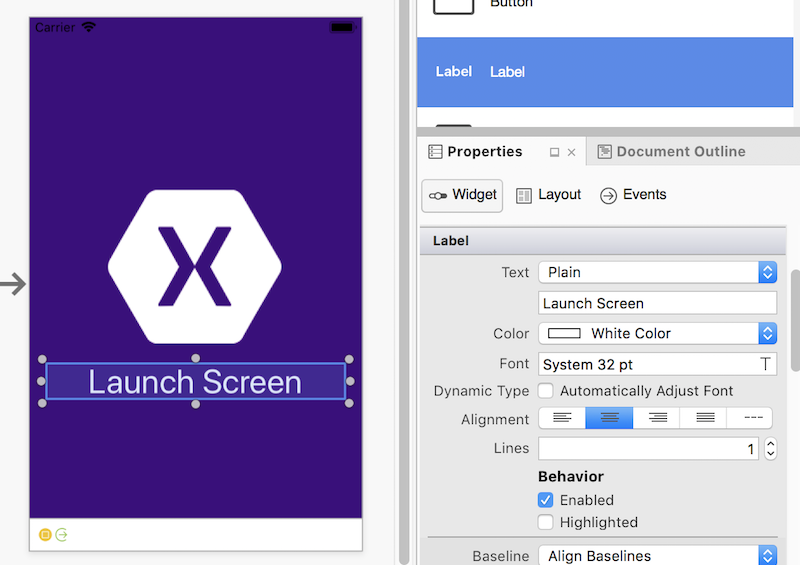 Carrier
Launch Screen
Button
Label Label
Properties
Document Outline
Widget
Layout
Events
Label
Text Plain
Launch Screen
Color White Color
Font System 32 pt
Dynamic Type Automatically Adjust Font
Alignment
Lines 1
Behavior
Enabled
Highlighted
Baseline Align Baselines